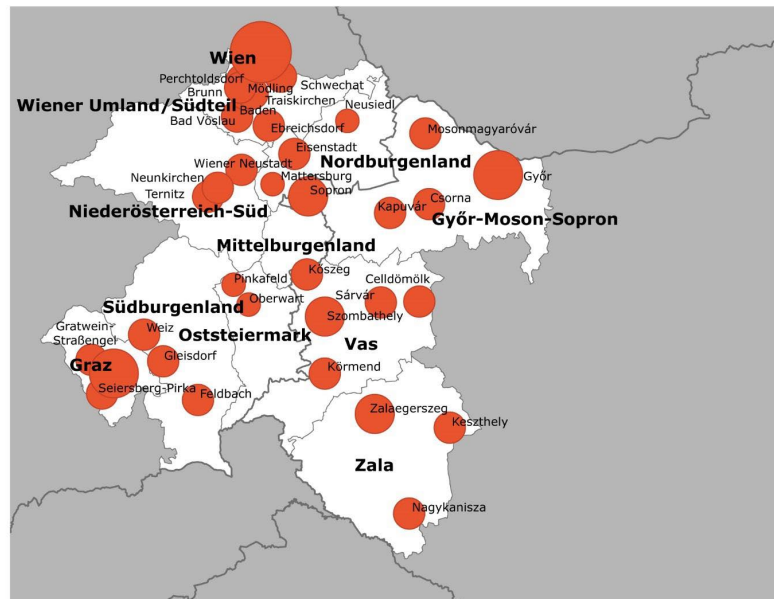 Wien
Perchtoldsdorf
Schwechat
Brunn
Mödling
Traiskirchen
Wiener Umland/Südteil
Baden
Neusiedl
Bad Vöslau
Ebreichsdorf
Mosonmagyaróvár
Eisenstadt
Nordburgenland
Wiener Neustadt
Győr
Neunkirchen
Mattersburg
Ternitz
Sopron
Csorna
Kapuvár
Niederösterreich-Süd
Győr-Moson-Sopron
Mittelburgenland
Kőszeg
Celldömölk
Pinkafeld
Sárvár
Oberwart
Südburgenland
Szombathely
Gratwein-
Straßengel
Weiz
Oststeiermark
Vas
Gleisdorf
Graz
Körmend
Seiersberg-Pirka
Feldbach
Zalaegerszeg
Keszthely
Zala
Nagykanizsa